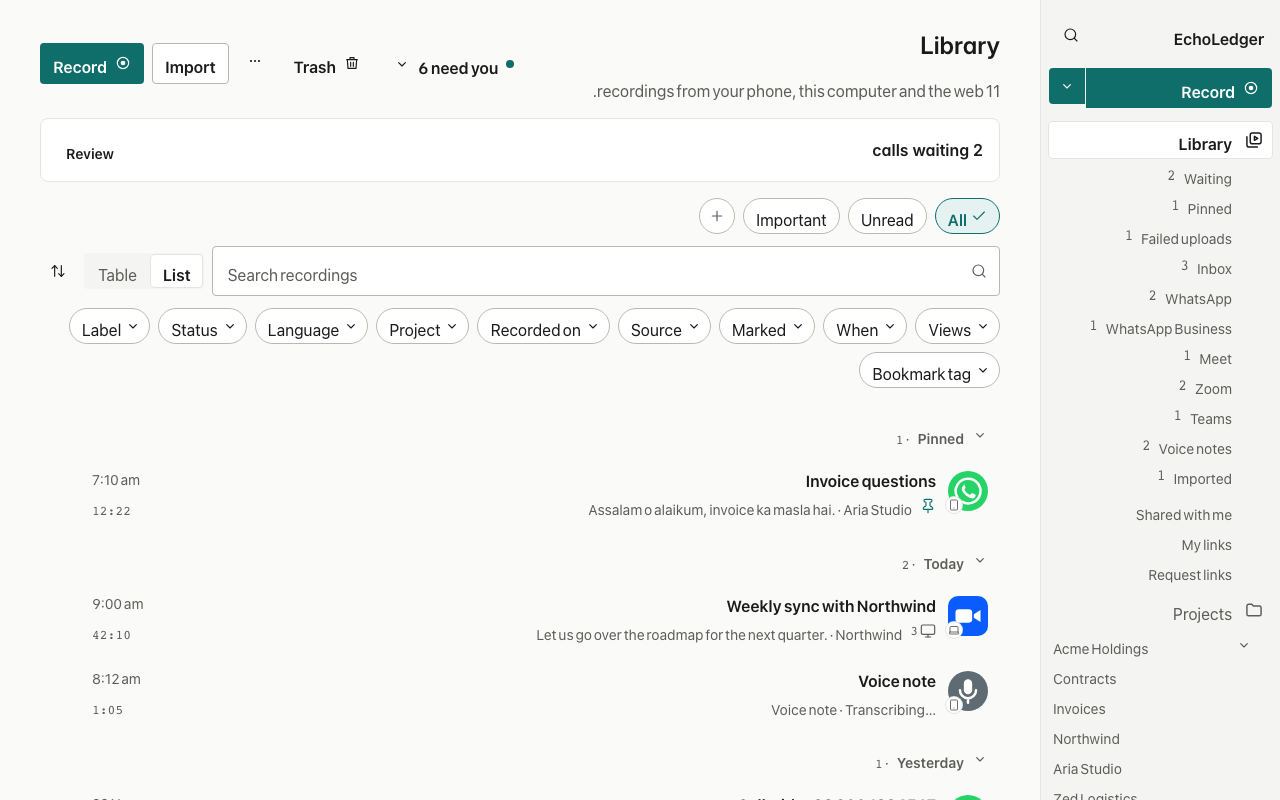 EchoLedger
Record
Library
Waiting 2
Pinned 1
Failed uploads 1
Inbox 3
WhatsApp 2
WhatsApp Business 1
Meet 1
Zoom 2
Teams 1
Voice notes 2
Imported 1
Shared with me
My links
Request links
Projects
Acme Holdings
Contracts
Invoices
Northwind
Aria Studio
Zed Logistics
Library
.recordings from your phone, this computer and the web 11
6 need you
Trash
...
Import
Record
calls waiting 2
Review
All
Unread
Important
Search recordings
List
Table
Views
When
Marked
Source
Recorded on
Project
Language
Status
Label
Bookmark tag
Pinned · 1
Invoice questions
7:10 am
Assalam o alaikum, invoice ka masla hai. · Aria Studio
12:22
Today · 2
Weekly sync with Northwind
9:00 am
3
Let us go over the roadmap for the next quarter. · Northwind
42:10
Voice note
8:12 am
Voice note · Transcribing...
1:05
Yesterday · 1